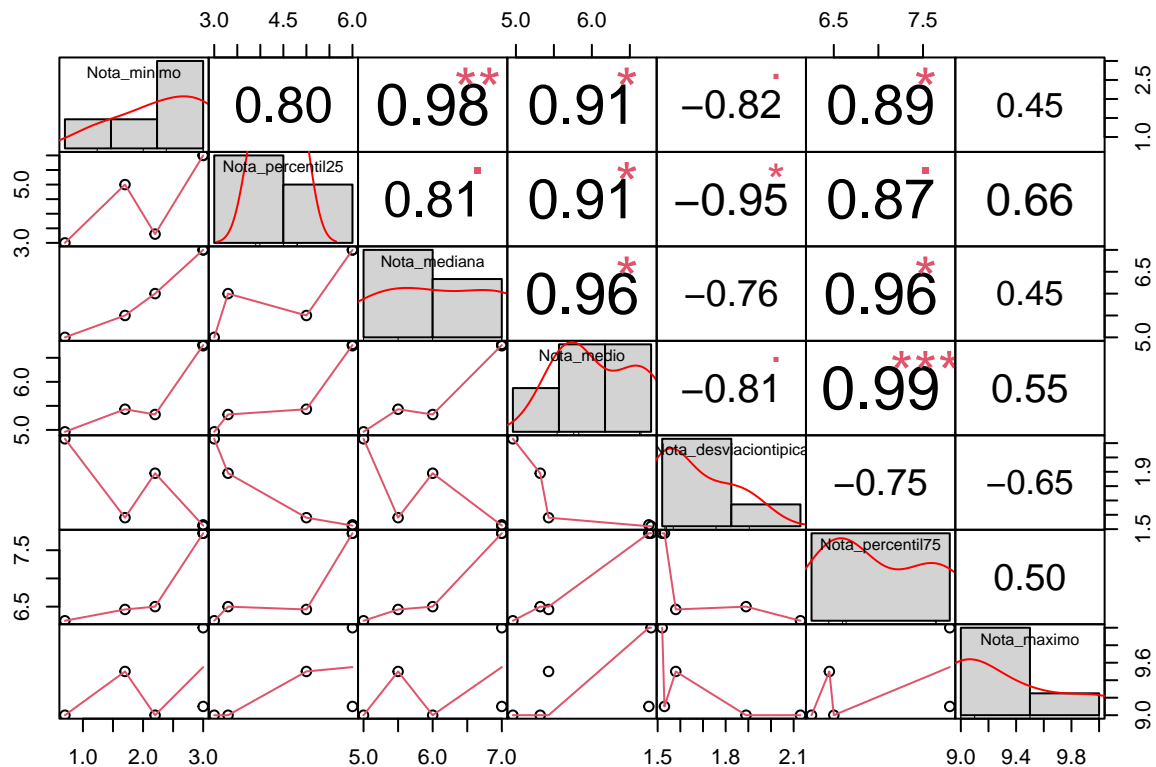 3.0 4.5 6.0 5.0 6.0 6.5 7.5
Nota_minimo 0.80 0.98 ** 0.91 * −0.82 . 0.89 * 0.45 1.0 2.5
3.0 5.0 Nota_percentil25 0.81 . 0.91 * −0.95 * 0.87 . 0.66
Nota_mediana 0.96 * −0.76 0.96 * 0.45 5.0 6.5
5.0 6.0 Nota_medio −0.81 . 0.99 *** 0.55
Nota_desviaciontipica −0.75 −0.65 1.5 1.9
6.5 7.5 Nota_percentil75 0.50
Nota_maximo 9.0 9.6
1.0 2.0 3.0 5.0 6.0 7.0 1.5 1.8 2.1 9.0 9.4 9.8